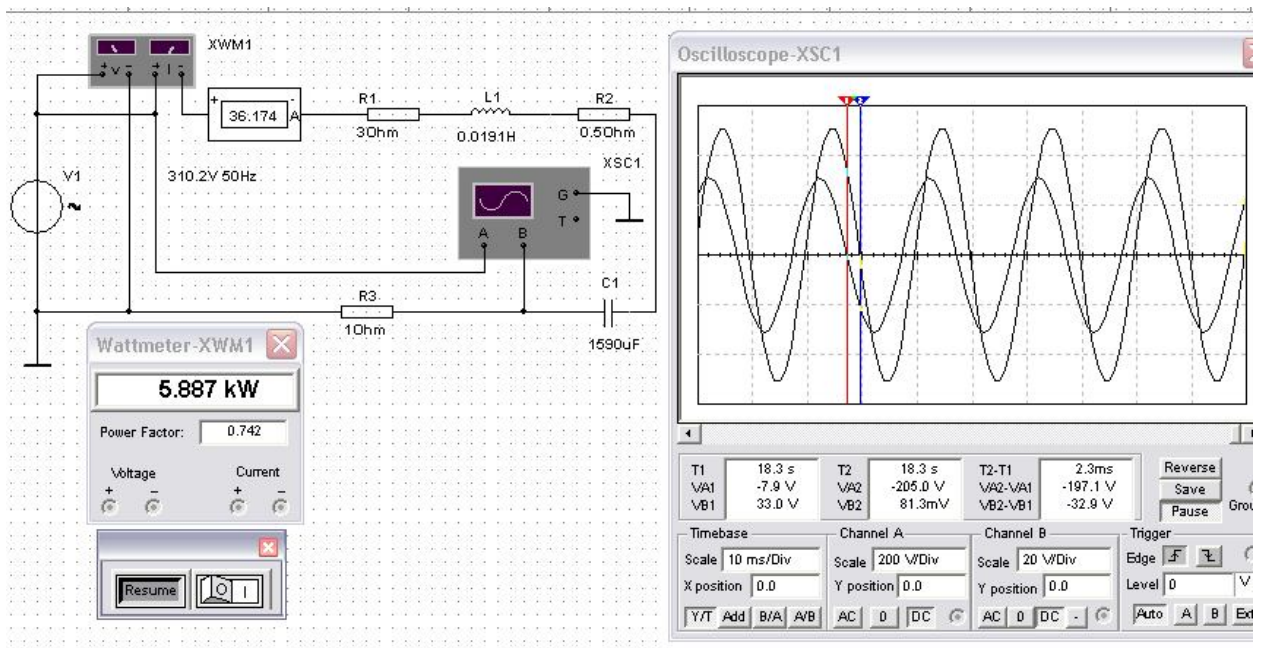 XWM1
+ V - + I -
+ 36.174 - A
R1
3Ohm
L1
0.0191H
R2
0.5Ohm
V1
310.2V 50Hz
XSC1
G
T
A B
R3
1Ohm
C1
1590uF
Wattmeter-XWM1
5.887 kW
Power Factor: 0.742
Voltage Current
+ - + -
Resume
Oscilloscope-XSC1
1 2
T1 18.3 s
VA1 -7.9 V
VB1 33.0 V
T2 18.3 s
VA2 -205.0 V
VB2 81.3mV
T2-T1 2.3ms
VA2-VA1 -197.1 V
VB2-VB1 -32.9 V
Reverse
Save
Pause
Timebase
Scale 10 ms/Div
X position 0.0
Y/T Add B/A A/B
Channel A
Scale 200 V/Div
Y position 0.0
AC 0 DC
Channel B
Scale 20 V/Div
Y position 0.0
AC 0 DC -
Trigger
Edge
Level 0 V
Auto A B Ext